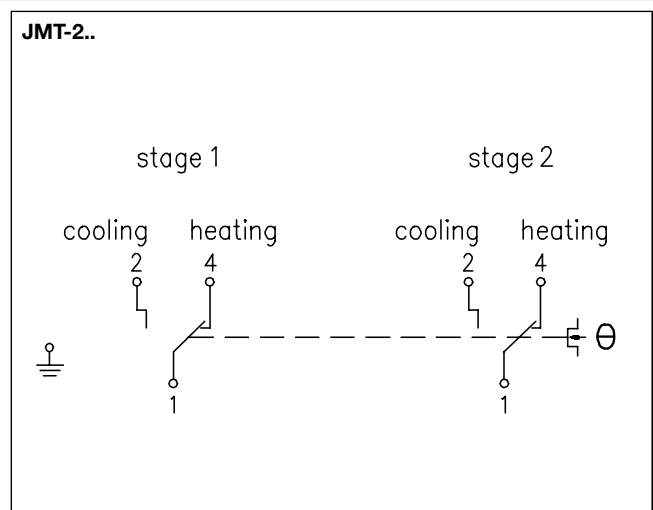 JMT-2..
stage 1 stage 2
cooling heating cooling heating
2 4 2 4
θ
1 1